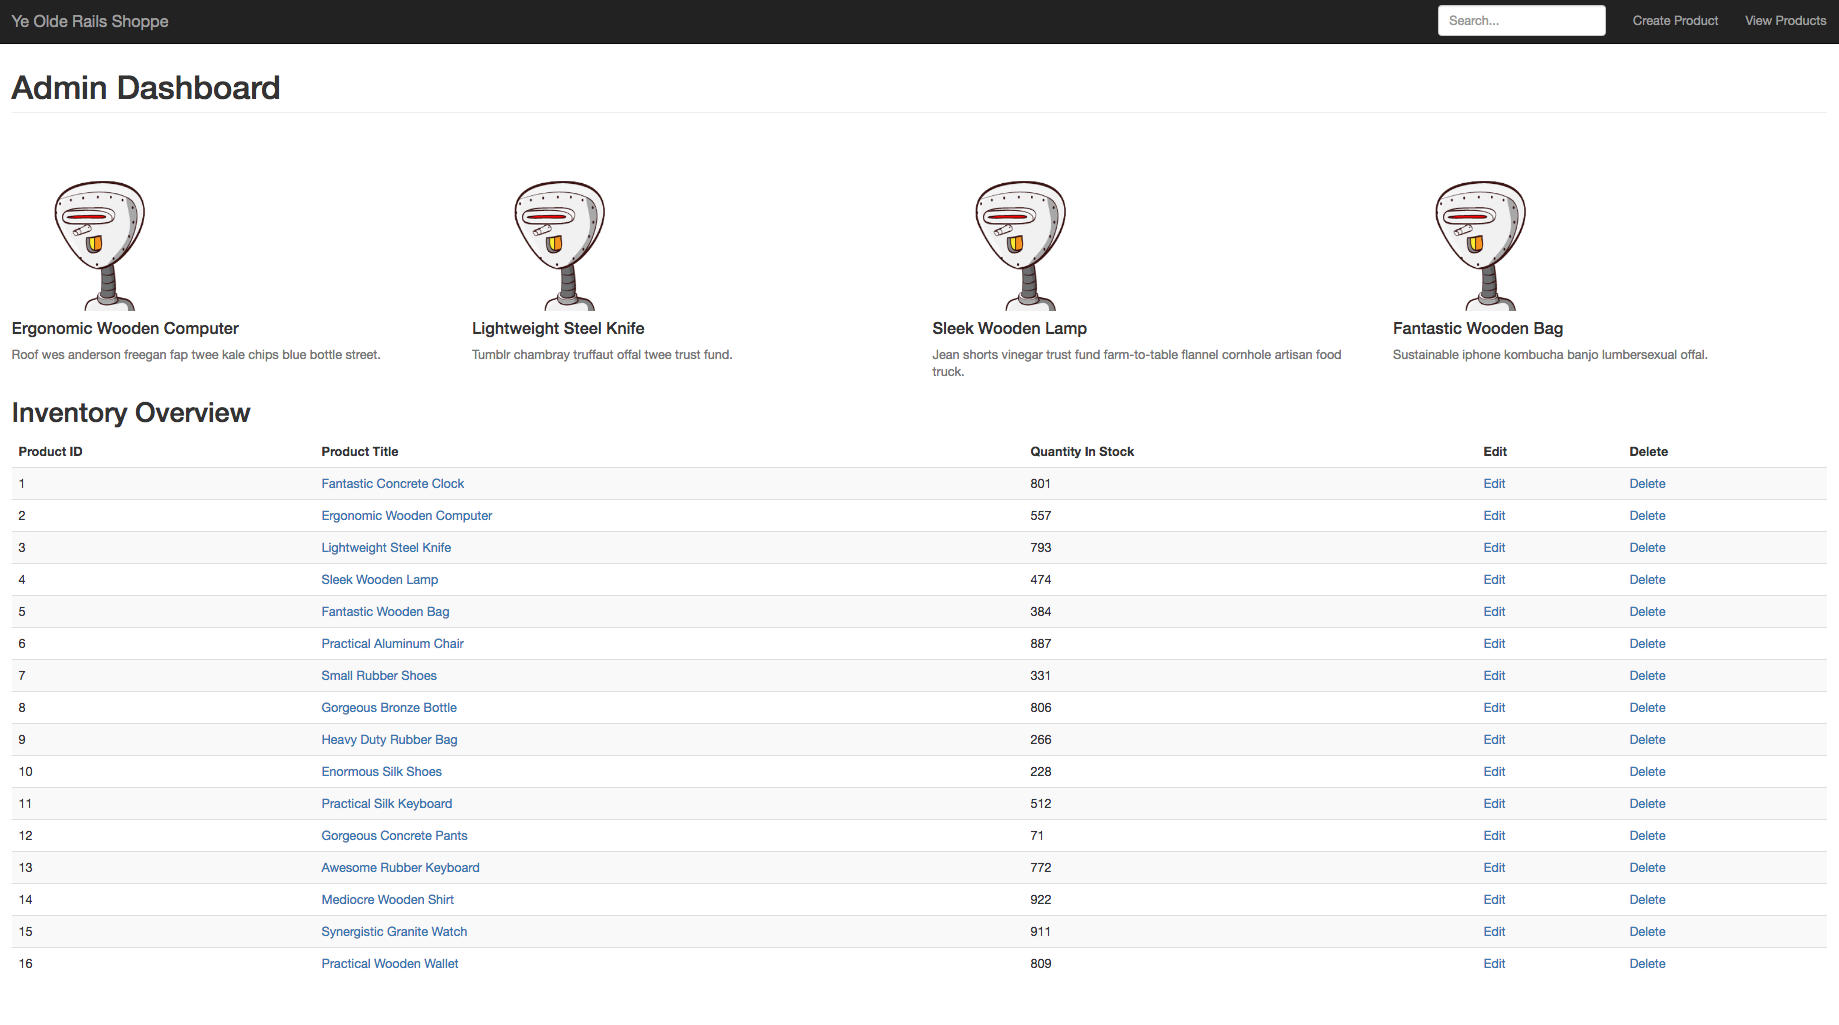 Ye Olde Rails Shoppe Search... Create Product View Products
Admin Dashboard
Ergonomic Wooden Computer
Roof wes anderson freegan fap twee kale chips blue bottle street.
Lightweight Steel Knife
Tumblr chambray truffaut offal twee trust fund.
Sleek Wooden Lamp
Jean shorts vinegar trust fund farm-to-table flannel cornhole artisan food
truck.
Fantastic Wooden Bag
Sustainable iphone kombucha banjo lumbersexual offal.
Inventory Overview
Product ID Product Title Quantity In Stock Edit Delete
1 Fantastic Concrete Clock 801 Edit Delete
2 Ergonomic Wooden Computer 557 Edit Delete
3 Lightweight Steel Knife 793 Edit Delete
4 Sleek Wooden Lamp 474 Edit Delete
5 Fantastic Wooden Bag 384 Edit Delete
6 Practical Aluminum Chair 887 Edit Delete
7 Small Rubber Shoes 331 Edit Delete
8 Gorgeous Bronze Bottle 806 Edit Delete
9 Heavy Duty Rubber Bag 266 Edit Delete
10 Enormous Silk Shoes 228 Edit Delete
11 Practical Silk Keyboard 512 Edit Delete
12 Gorgeous Concrete Pants 71 Edit Delete
13 Awesome Rubber Keyboard 772 Edit Delete
14 Mediocre Wooden Shirt 922 Edit Delete
15 Synergistic Granite Watch 911 Edit Delete
16 Practical Wooden Wallet 809 Edit Delete